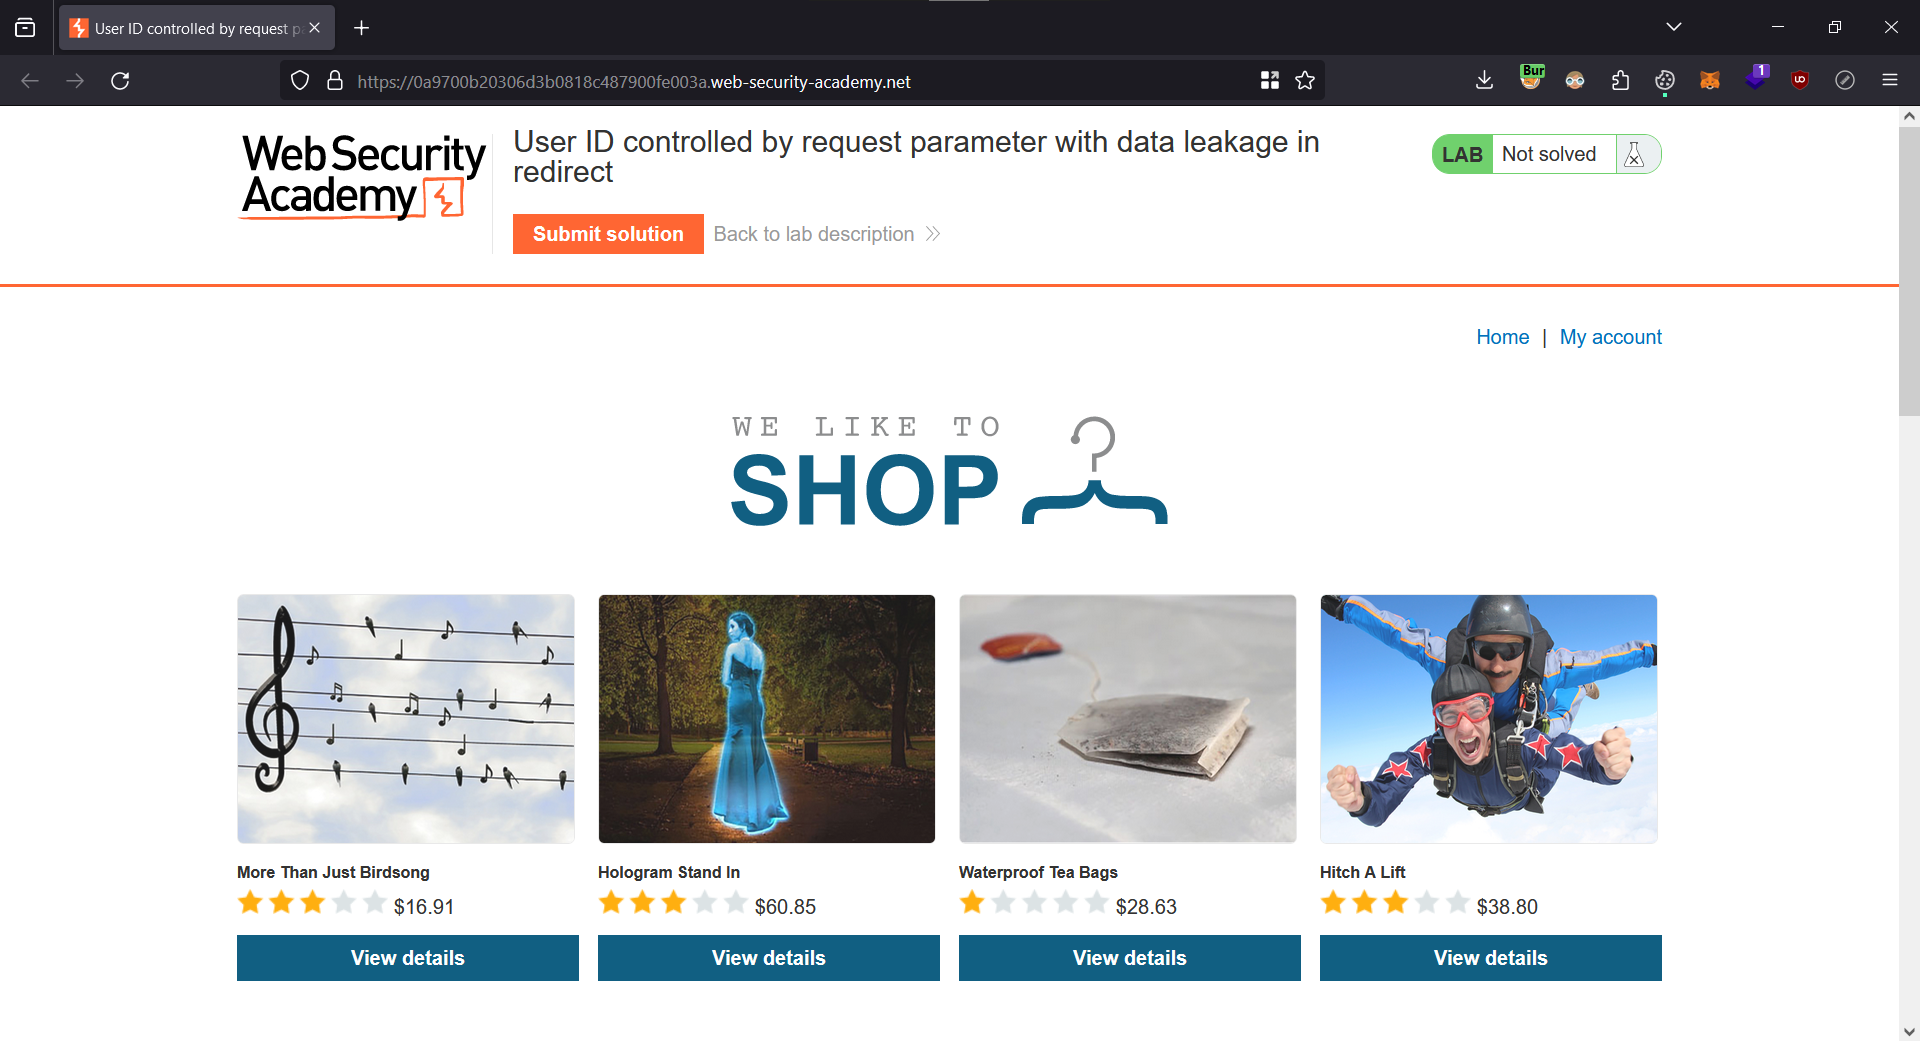 User ID controlled by request p
https://0a9700b20306d3b0818c487900fe003a.web-security-academy.net
Bur
1
Web Security
Academy
User ID controlled by request parameter with data leakage in
redirect
LAB Not solved
Submit solution Back to lab description
Home | My account
WE LIKE TO
SHOP
More Than Just Birdsong
$16.91
View details
Hologram Stand In
$60.85
View details
Waterproof Tea Bags
$28.63
View details
Hitch A Lift
$38.80
View details